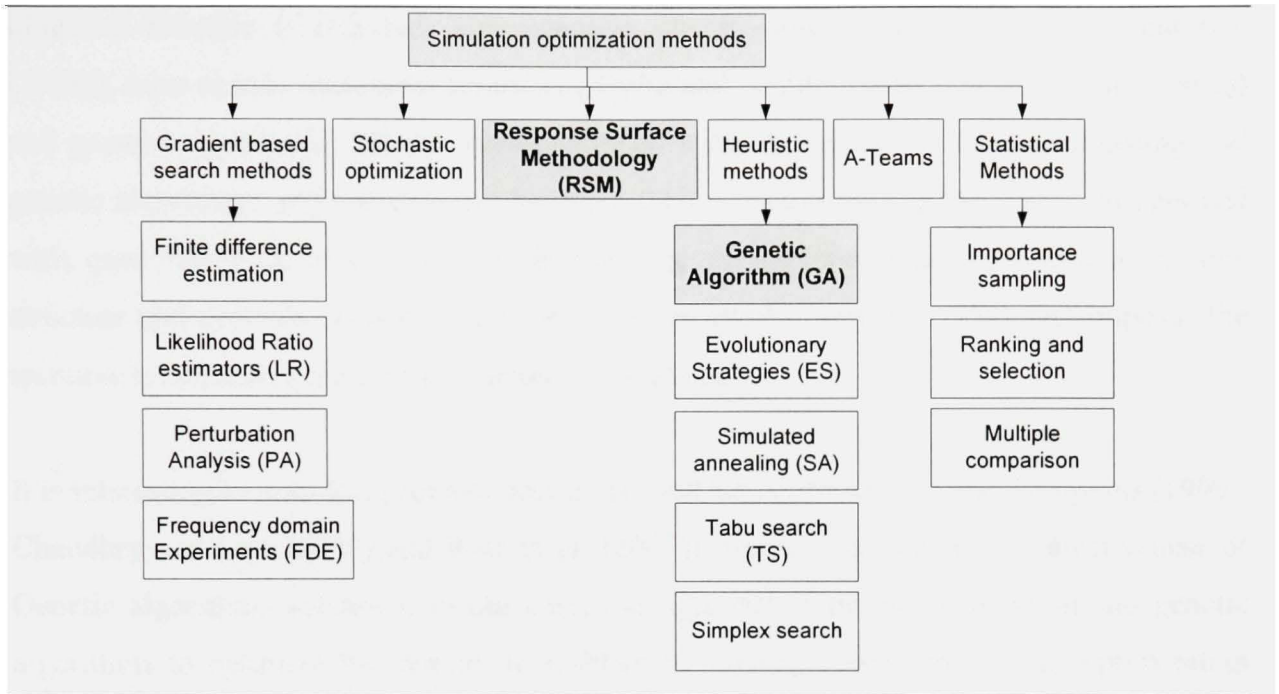 Simulation optimization methods
Gradient based
search methods
Stochastic
optimization
Response Surface
Methodology
(RSM)
Heuristic
methods
A-Teams
Statistical
Methods
Finite difference
estimation
Likelihood Ratio
estimators (LR)
Perturbation
Analysis (PA)
Frequency domain
Experiments (FDE)
Genetic
Algorithm (GA)
Evolutionary
Strategies (ES)
Simulated
annealing (SA)
Tabu search
(TS)
Simplex search
Importance
sampling
Ranking and
selection
Multiple
comparison